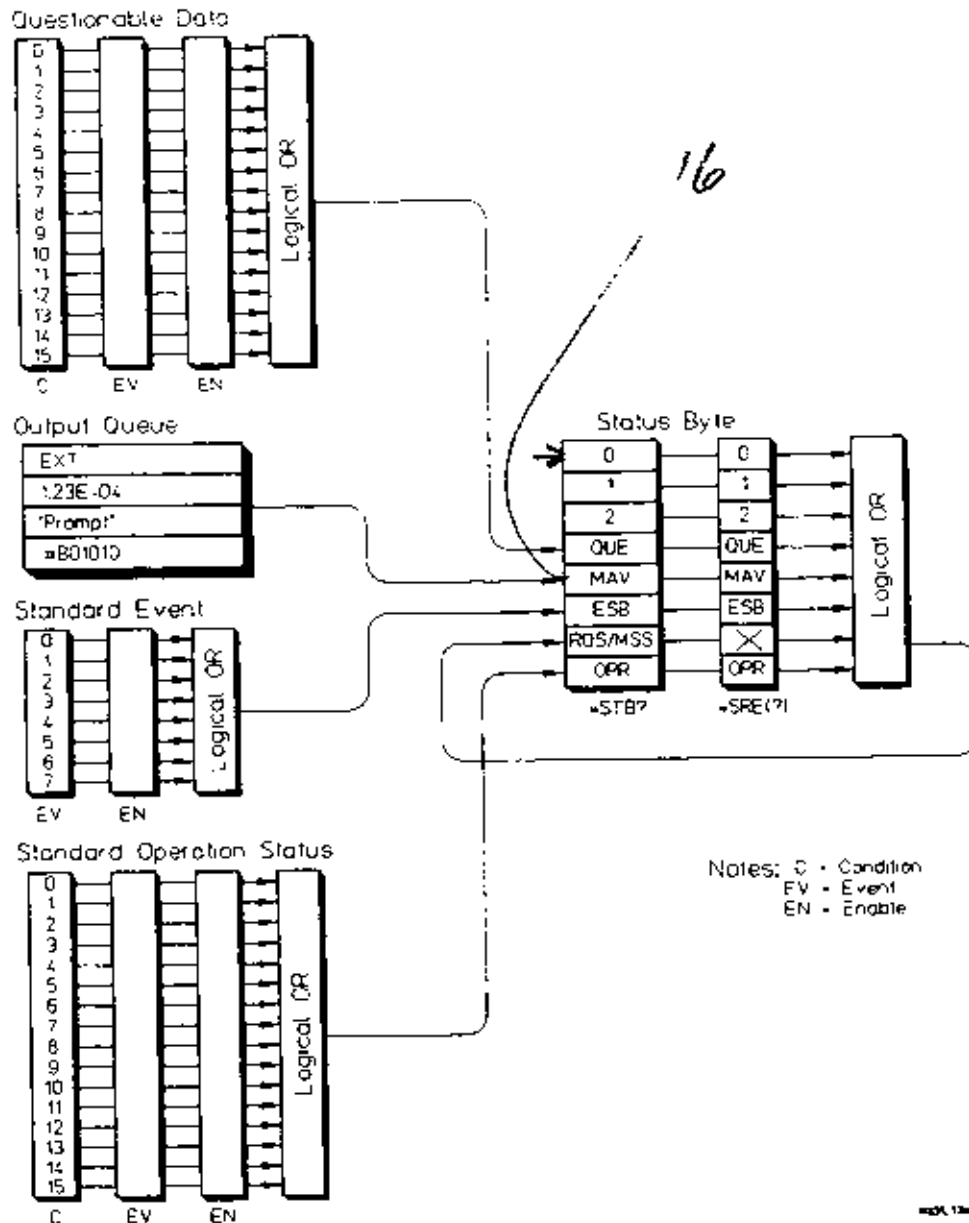 Questionable Data
0
1
2
3
4
5
6
7
8
9
10
11
12
13
14
15
Logical OR
C
EV
EN
16
Output Queue
EXT
1.23E-04
"Prompt"
#B01010
Status Byte
0
1
2
QUE
MAV
ESB
RQS/MSS
OPR
*STB?
0
1
2
QUE
MAV
ESB
OPR
*SRE(?)
Logical OR
Standard Event
0
1
2
3
4
5
6
7
Logical OR
EV
EN
Standard Operation Status
0
1
2
3
4
5
6
7
8
9
10
11
12
13
14
15
Logical OR
C
EV
EN
Notes: C - Condition
EV - Event
EN - Enable